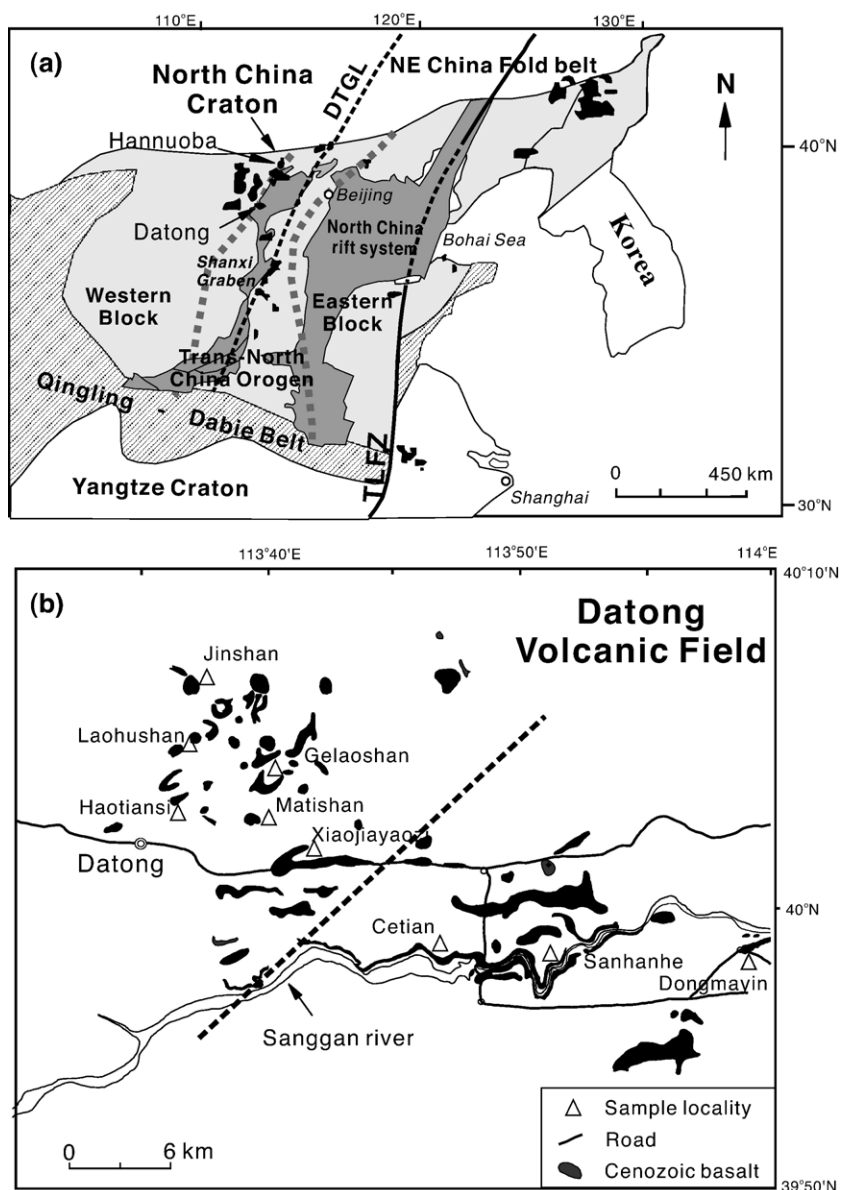 110°E 120°E 130°E
(a)
NE China Fold belt
North China
Craton
DTGL
N
Hannuoba
40°N
Beijing
Datong
North China
rift system
Bohai Sea
Korea
Shanxi
Graben
Western
Block
Eastern
Block
Trans-North
China Orogen
Qingling
Dabie Belt
TLFZ
Yangtze Craton
0 450 km
Shanghai
30°N
113°40'E 113°50'E 114°E
40°10'N
(b)
Datong
Volcanic Field
Jinshan
Laohushan
Gelaoshan
Haotiansi
Matishan
Xiaojiayaozi
Datong
40°N
Cetian
Sanhanhe
Dongmayin
Sanggan river
Sample locality
Road
Cenozoic basalt
0 6 km
39°50'N